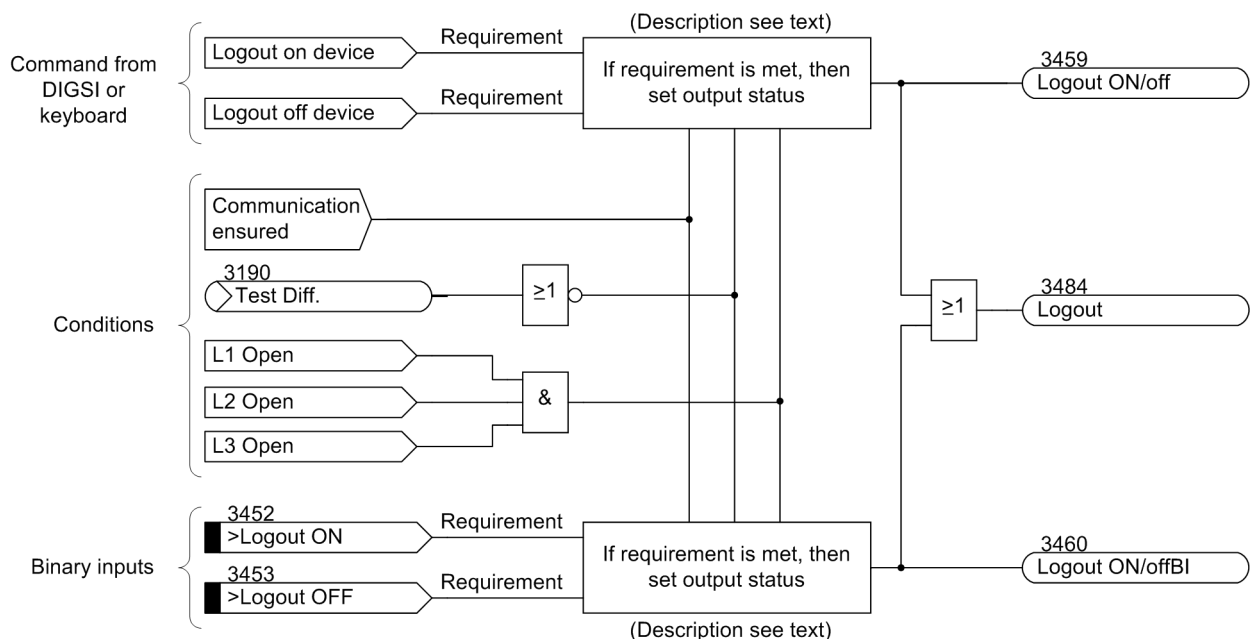 (Description see text)
Command from
DIGSI or
keyboard
Logout on device
Requirement
Logout off device
Requirement
If requirement is met, then
set output status
3459
Logout ON/off
Conditions
Communication
ensured
3190
Test Diff.
≥1
L1 Open
L2 Open
L3 Open
&
≥1
3484
Logout
Binary inputs
3452
>Logout ON
Requirement
3453
>Logout OFF
Requirement
If requirement is met, then
set output status
3460
Logout ON/offBI
(Description see text)